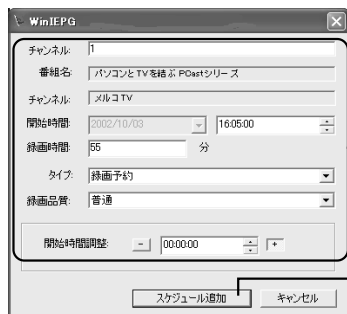 WinIEPG
チャンネル: 1
番組名: パソコンとTVを結ぶ PCastシリーズ
チャンネル: メルコTV
開始時間: 2002/10/03 16:05:00
録画時間: 55 分
タイプ: 録画予約
録画品質: 普通
開始時間調整: - 00:00:00 +
スケジュール追加 キャンセル